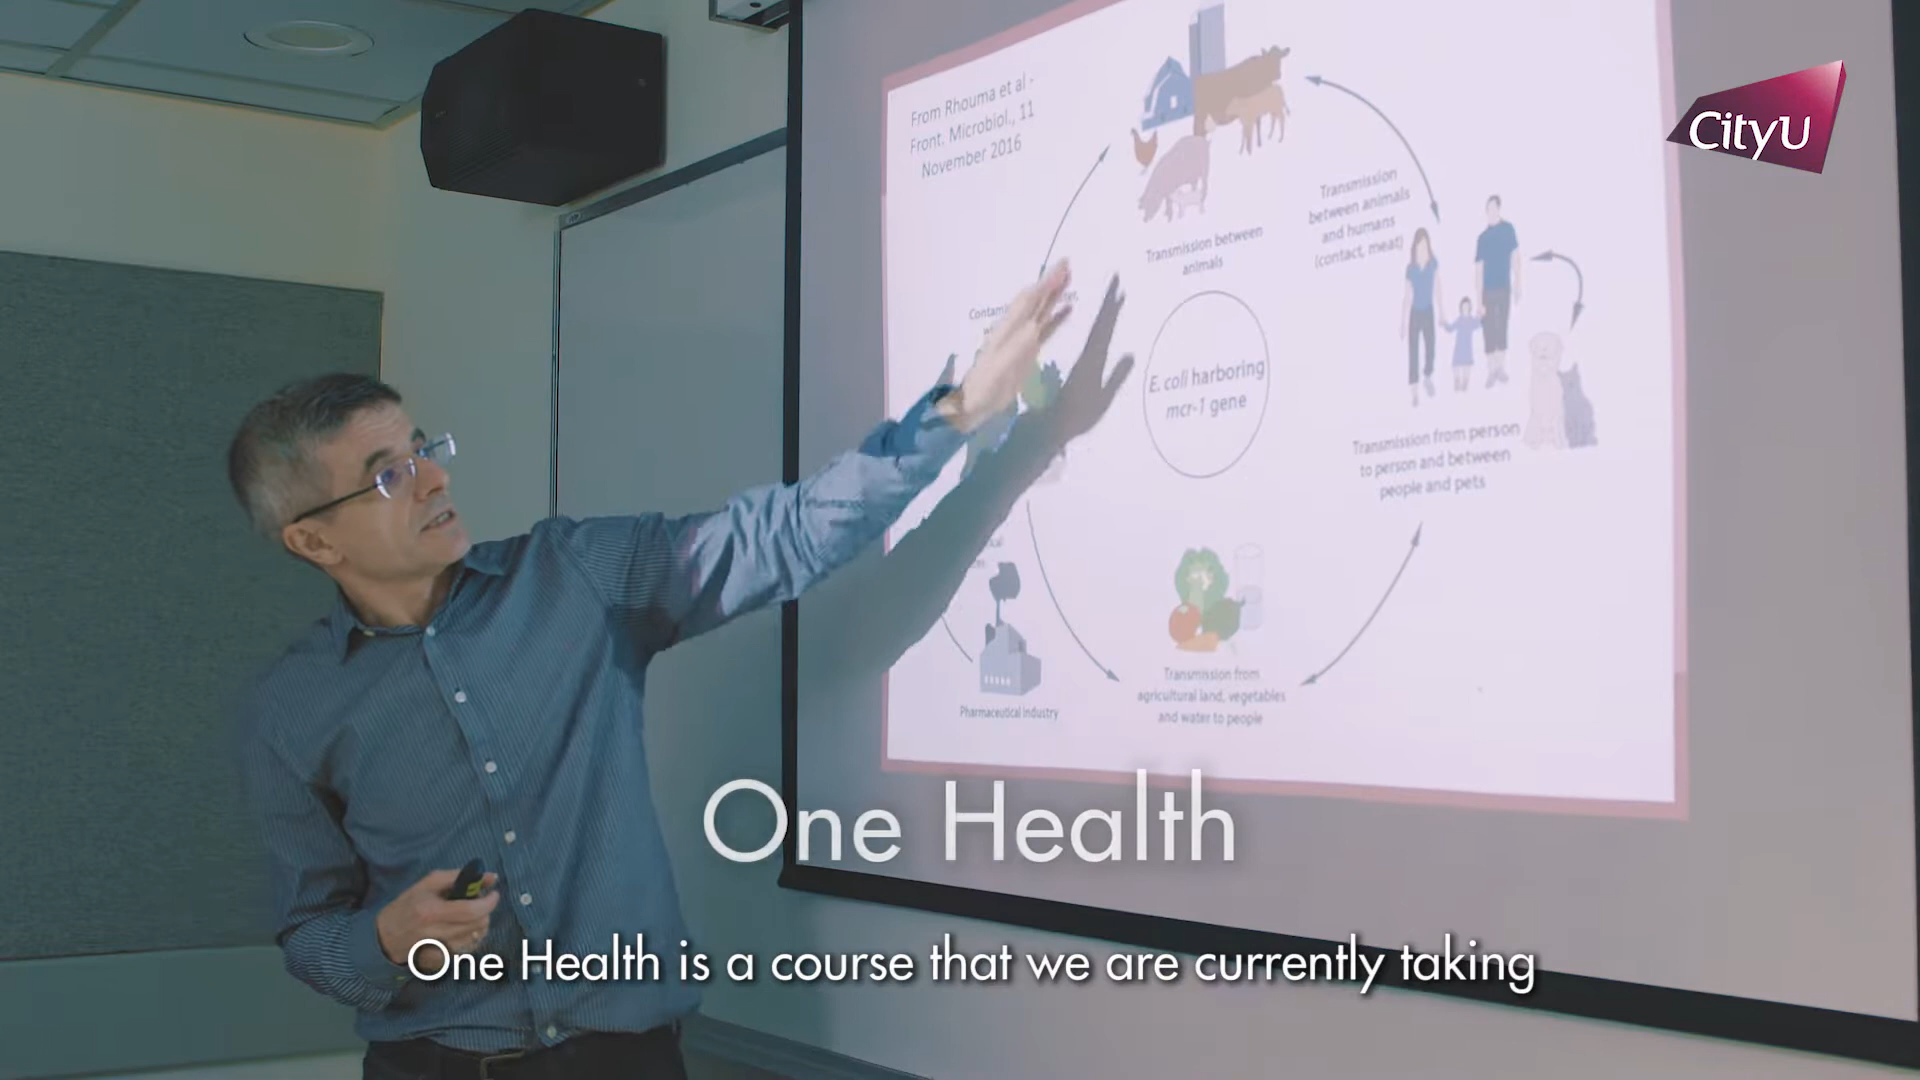 From Rhouma et al -
Front. Microbiol., 11
November 2016
CityU
Transmission
between animals
and humans
(contact, meat)
Transmission between
animals
E. coli harboring
mcr-1 gene
Transmission from person
to person and between
people and pets
Pharmaceutical industry
Transmission from
agricultural land, vegetables
and water to people
One Health
One Health is a course that we are currently taking